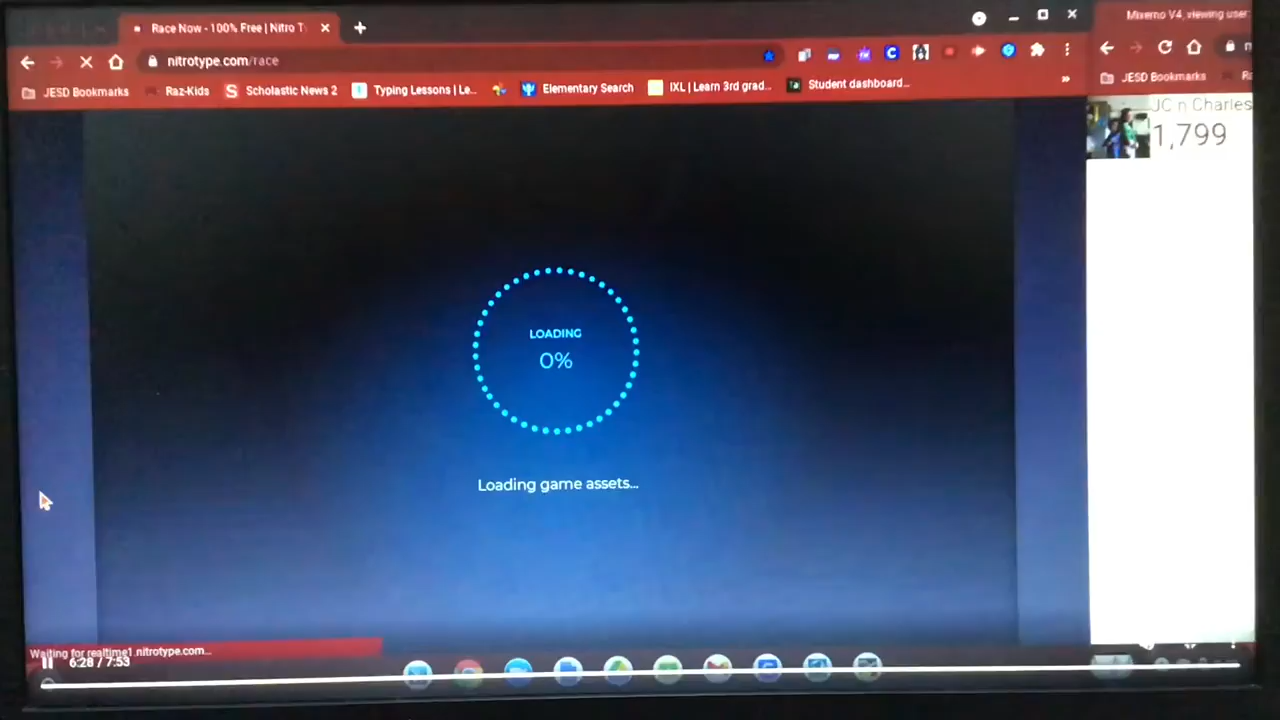 Race Now - 100% Free | Nitro T
Mixerno V4, viewing user:
nitrotype.com/race
JESD Bookmarks
Raz-Kids
Scholastic News 2
Typing Lessons | Le...
Elementary Search
IXL | Learn 3rd grad...
Student dashboard...
»
JESD Bookmarks
JC n Charles
1,799
LOADING
0%
Loading game assets...
Waiting for realtime1.nitrotype.com...
6:28 / 7:53